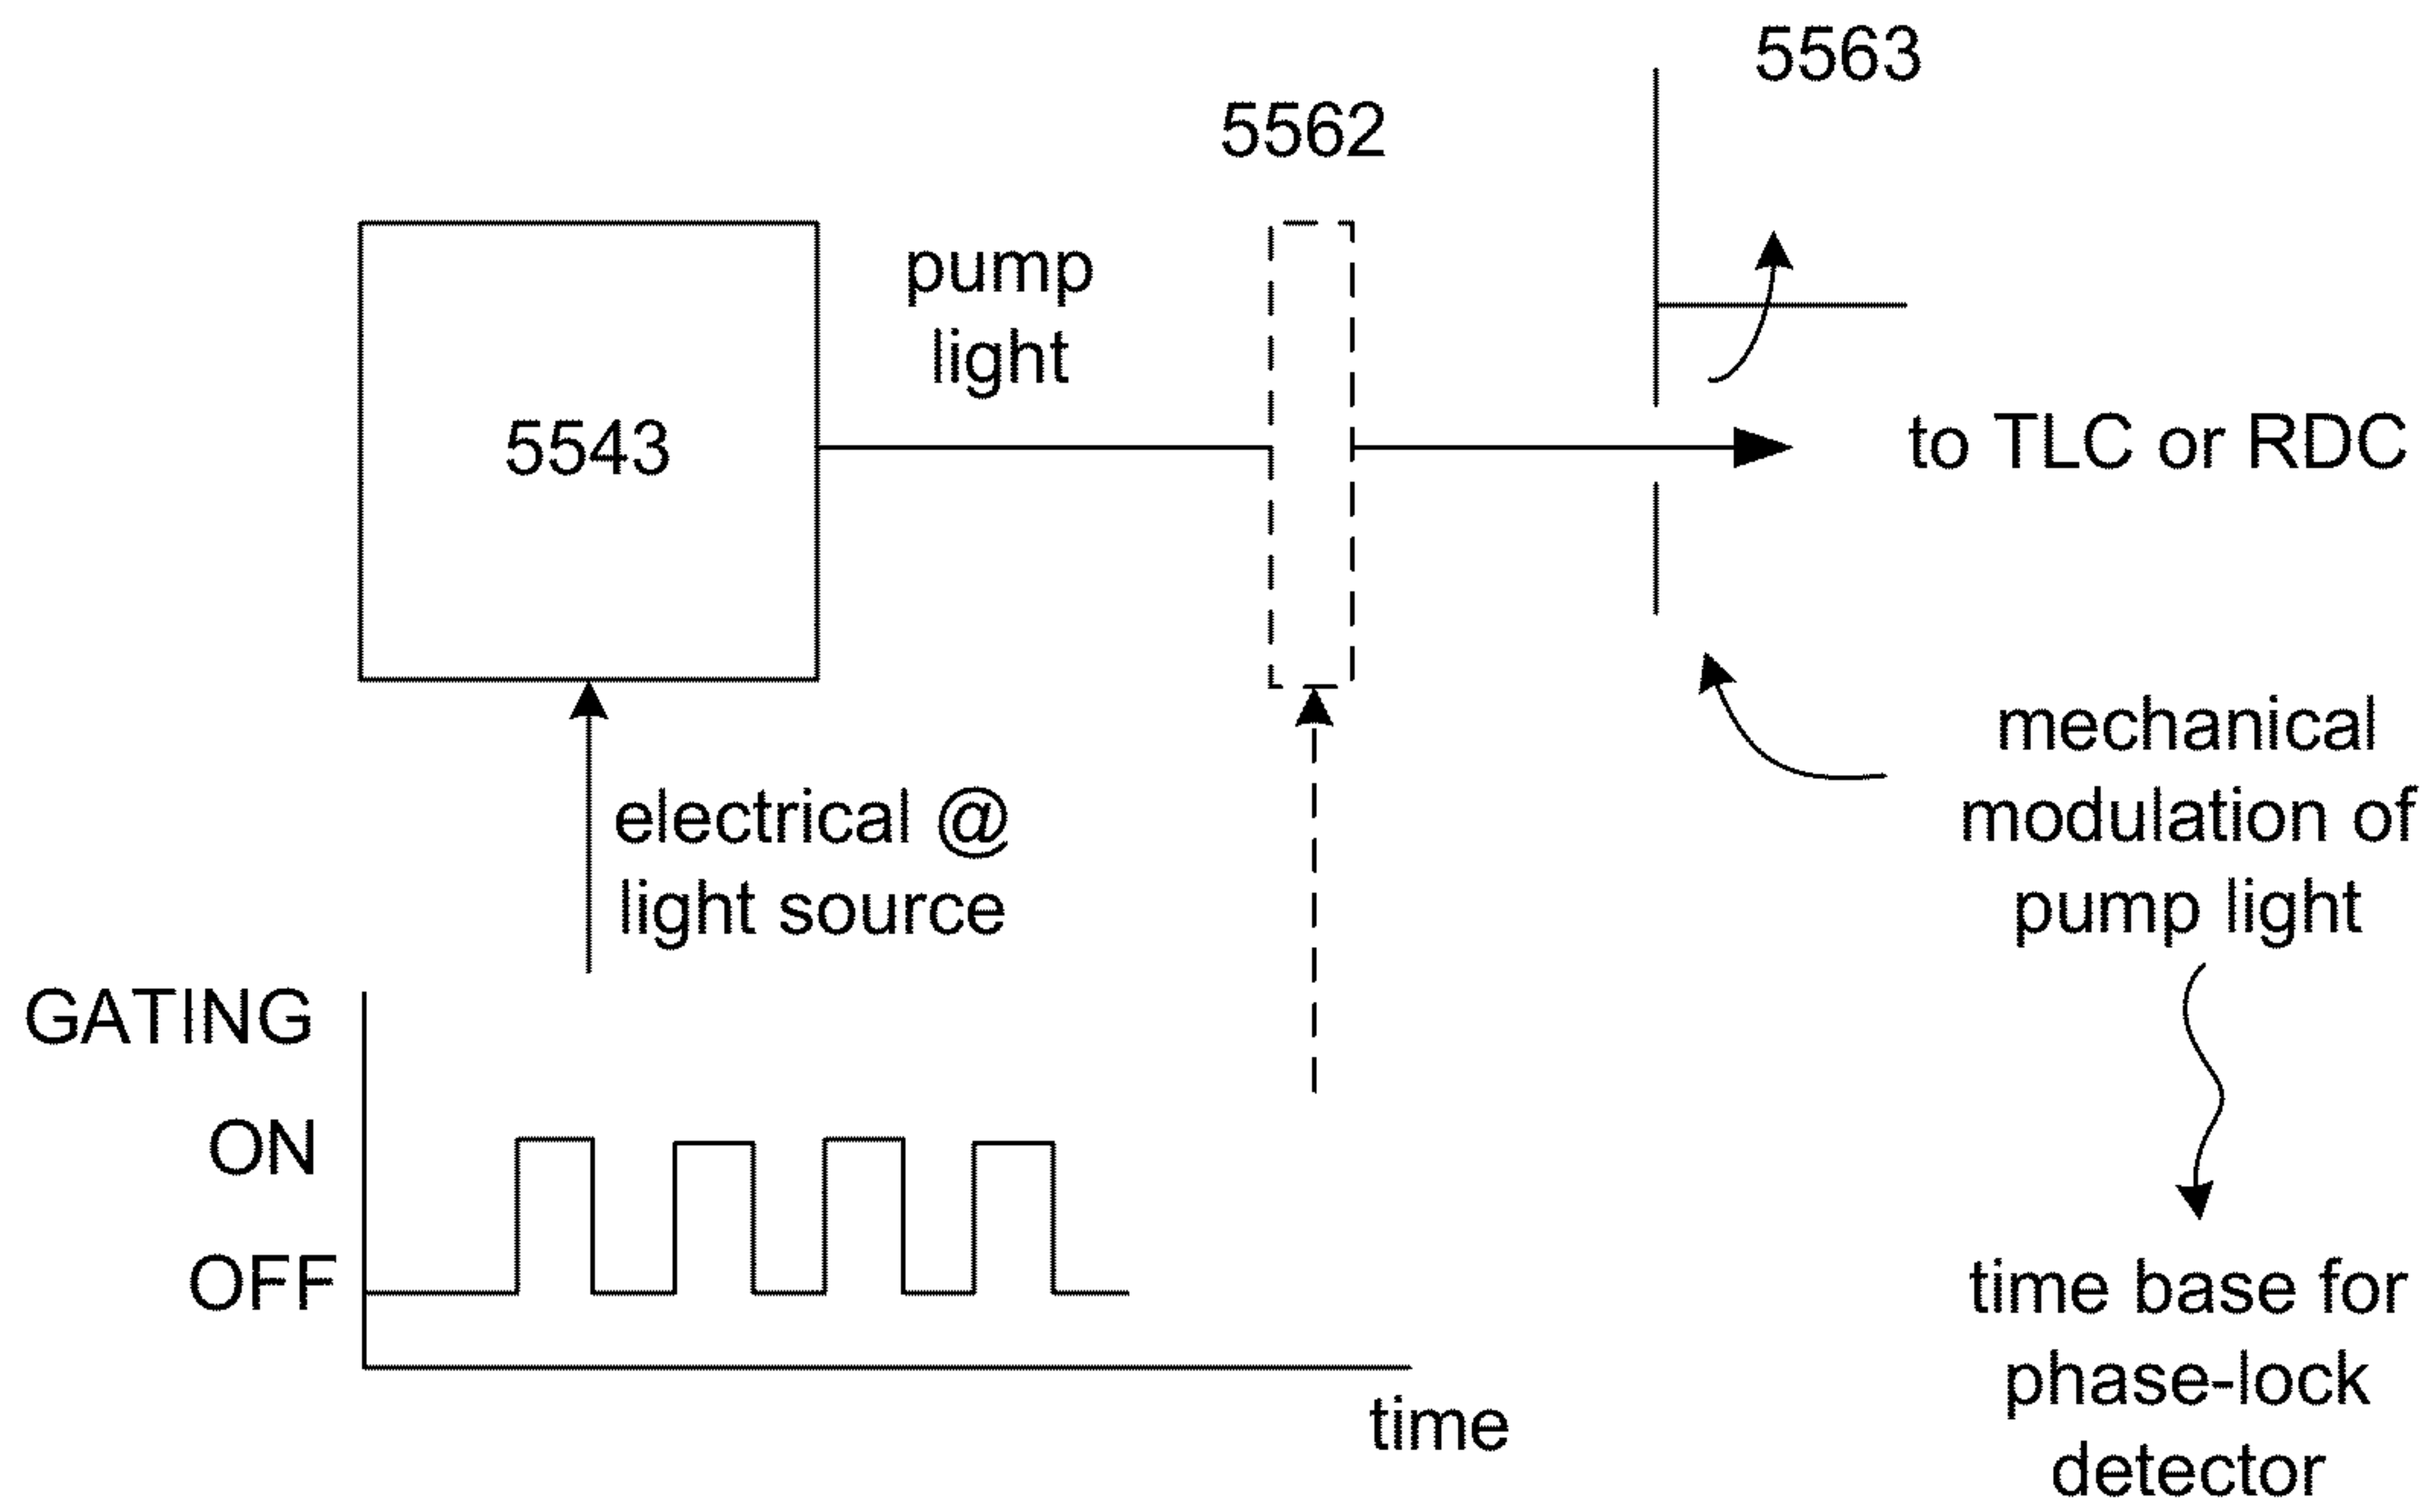 5563
5562
pump
light
5543
to TLC or RDC
electrical @
light source
mechanical
modulation of
pump light
GATING
ON
OFF
time
time base for
phase-lock
detector